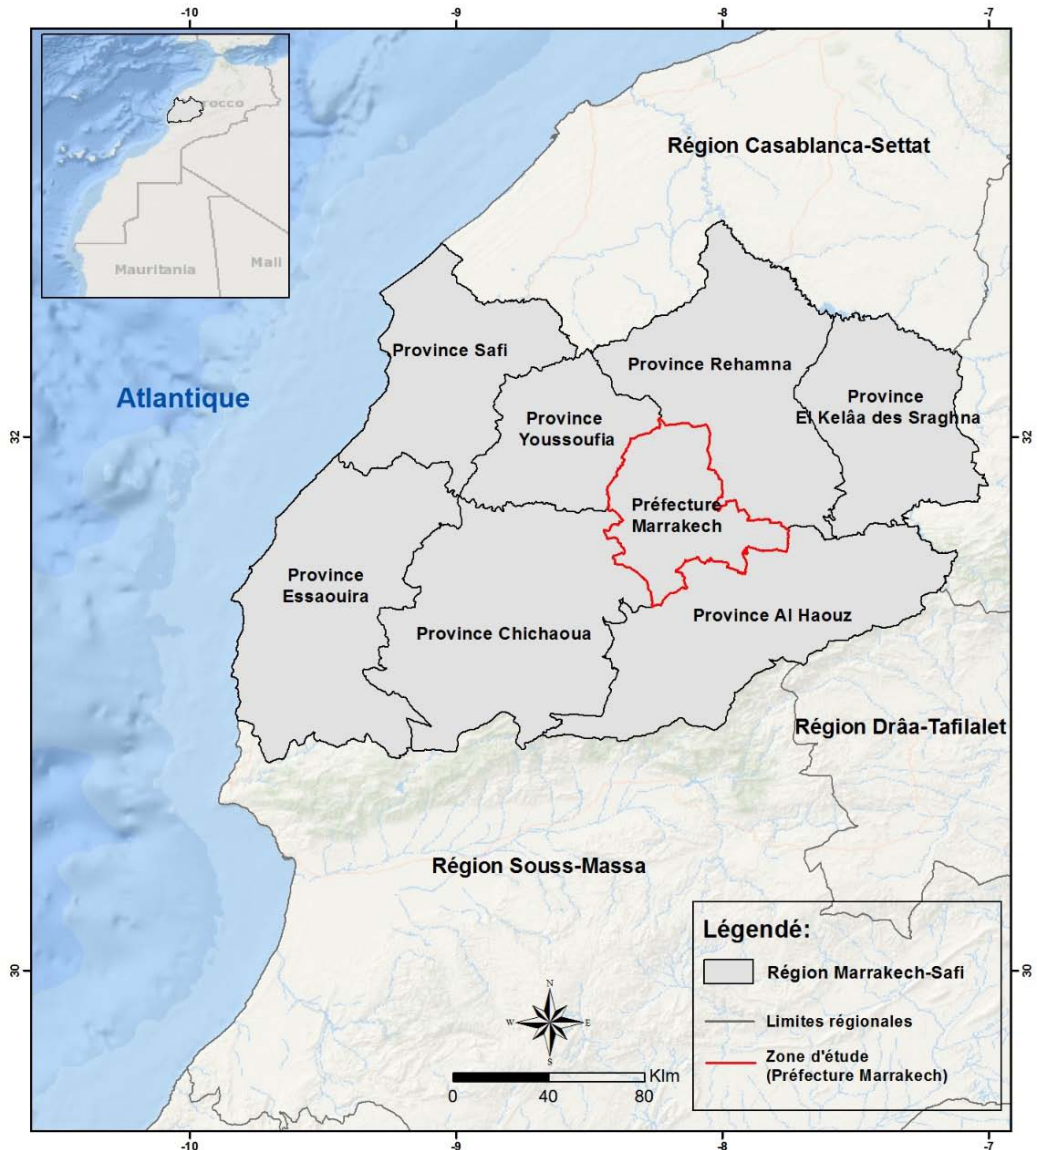 -10
-9
-8
-7
Morocco
Mauritania
Mali
Région Casablanca-Settat
Province Safi
Province Rehamna
Atlantique
Province
El Kelâa des Sraghna
Province
Youssoufia
32
32
Préfecture
Marrakech
Province
Essaouira
Province Chichaoua
Province Al Haouz
Région Drâa-Tafilalet
Région Souss-Massa
Légendé:
Région Marrakech-Safi
Limites régionales
Zone d'étude
(Préfecture Marrakech)
30
30
N
W
E
S
Klm
0
40
80
-10
-9
-8
-7